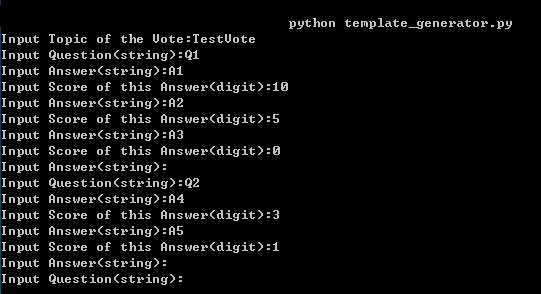 python template_generator.py
Input Topic of the Vote:TestVote
Input Question(string):Q1
Input Answer(string):A1
Input Score of this Answer(digit):10
Input Answer(string):A2
Input Score of this Answer(digit):5
Input Answer(string):A3
Input Score of this Answer(digit):0
Input Answer(string):
Input Question(string):Q2
Input Answer(string):A4
Input Score of this Answer(digit):3
Input Answer(string):A5
Input Score of this Answer(digit):1
Input Answer(string):
Input Question(string):